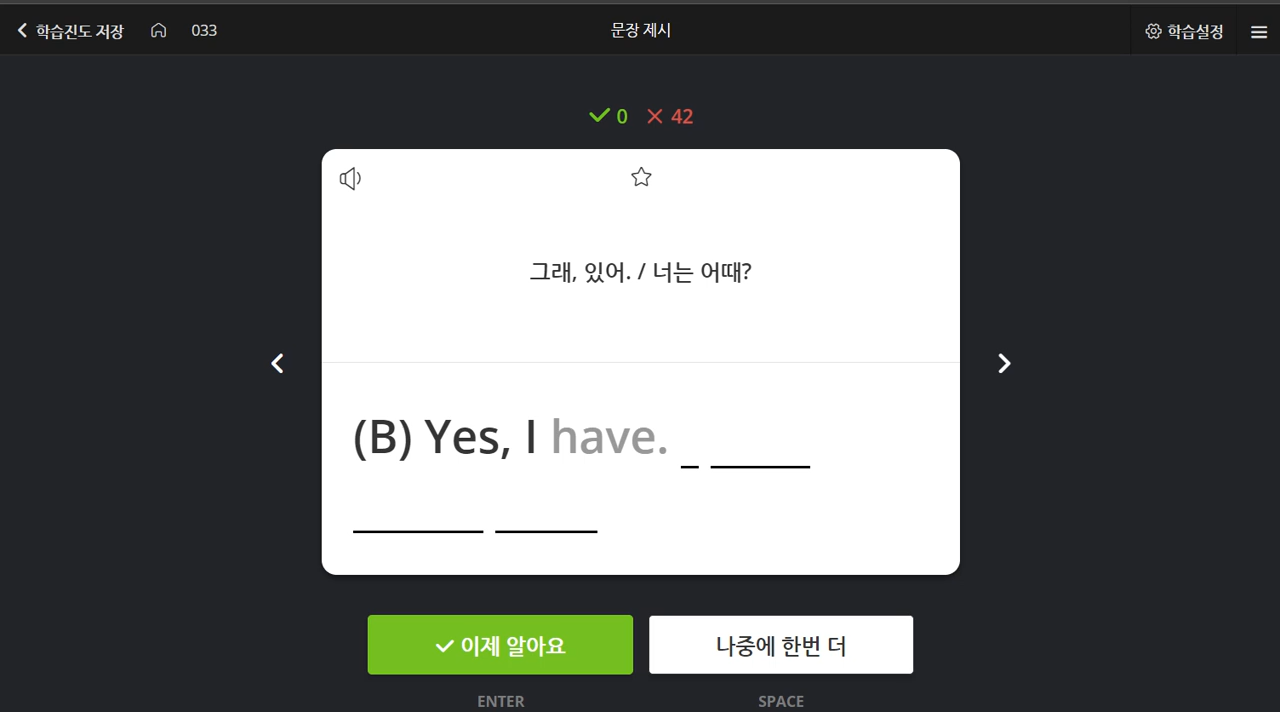 학습진도 저장 033 문장 제시 학습설정
0 42
그래, 있어. / 너는 어때?
(B) Yes, I have. _ _____
_______ _____
이제 알아요 나중에 한번 더
ENTER SPACE